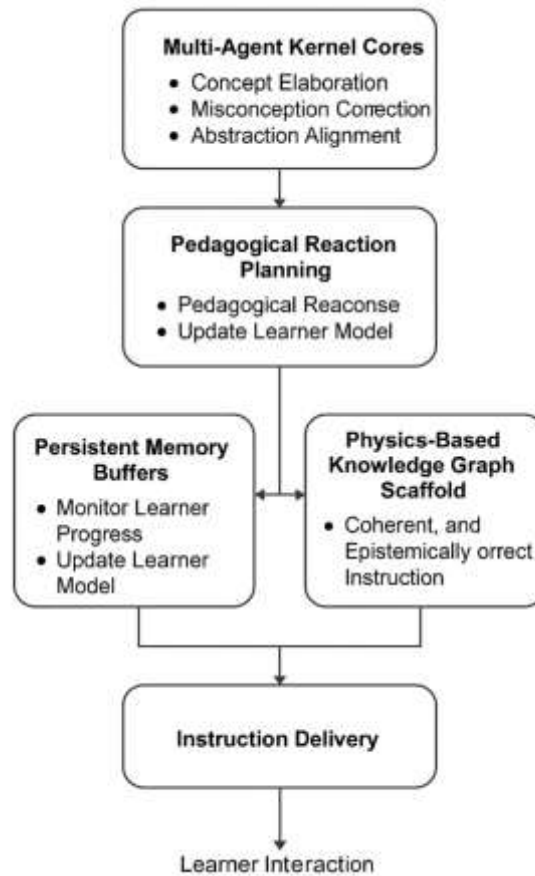 Multi-Agent Kernel Cores
• Concept Elaboration
• Misconception Correction
• Abstraction Alignment
Pedagogical Reaction
Planning
• Pedagogical Reaconse
• Update Learner Model
Persistent Memory
Buffers
• Monitor Learner
Progress
• Update Learner
Model
Physics-Based
Knowledge Graph
Scaffold
• Coherent, and
Epistemically orrect
Instruction
Instruction Delivery
Learner Interaction